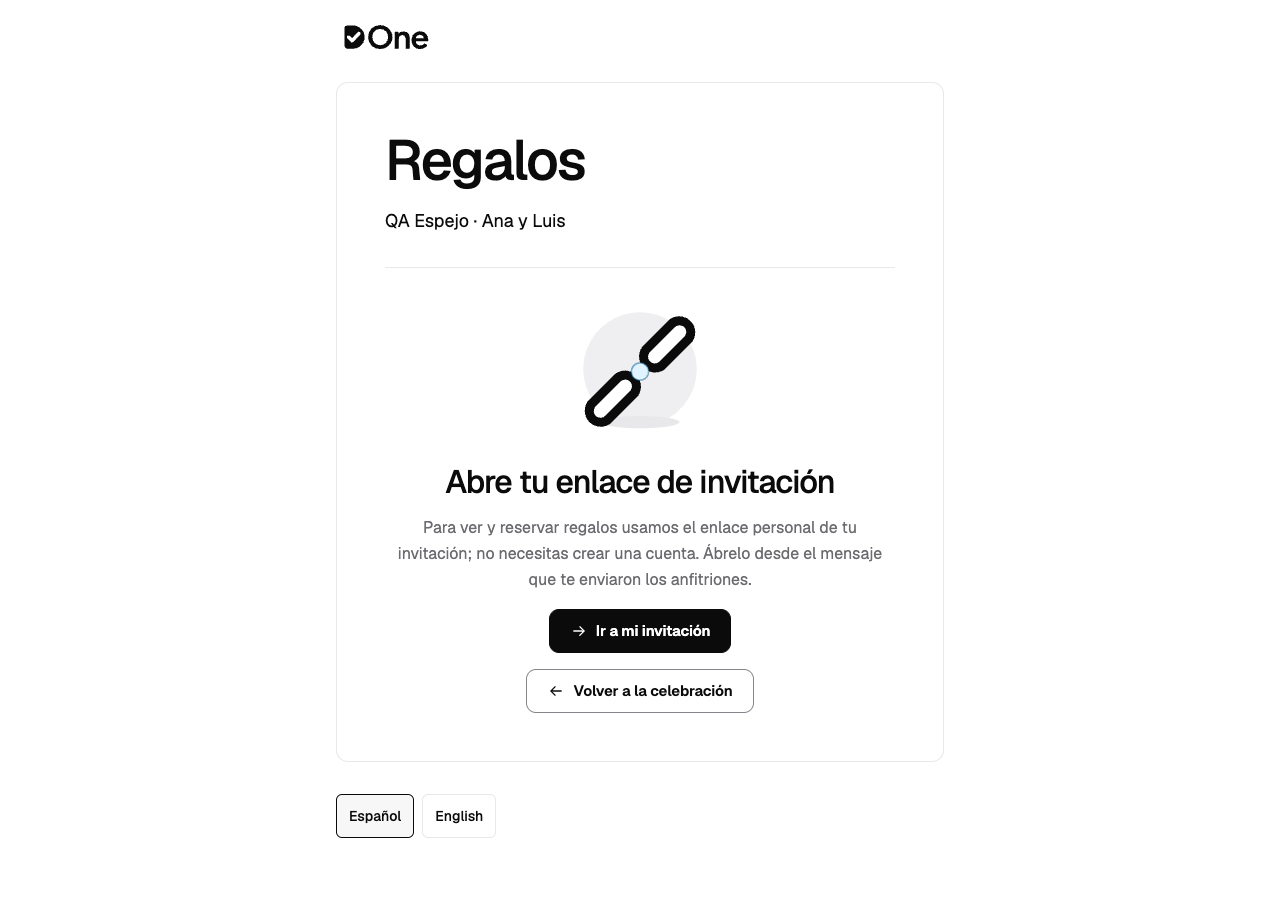 One
Regalos
QA Espejo · Ana y Luis
Abre tu enlace de invitación
Para ver y reservar regalos usamos el enlace personal de tu
invitación; no necesitas crear una cuenta. Ábrelo desde el mensaje
que te enviaron los anfitriones.
→ Ir a mi invitación
← Volver a la celebración
Español English